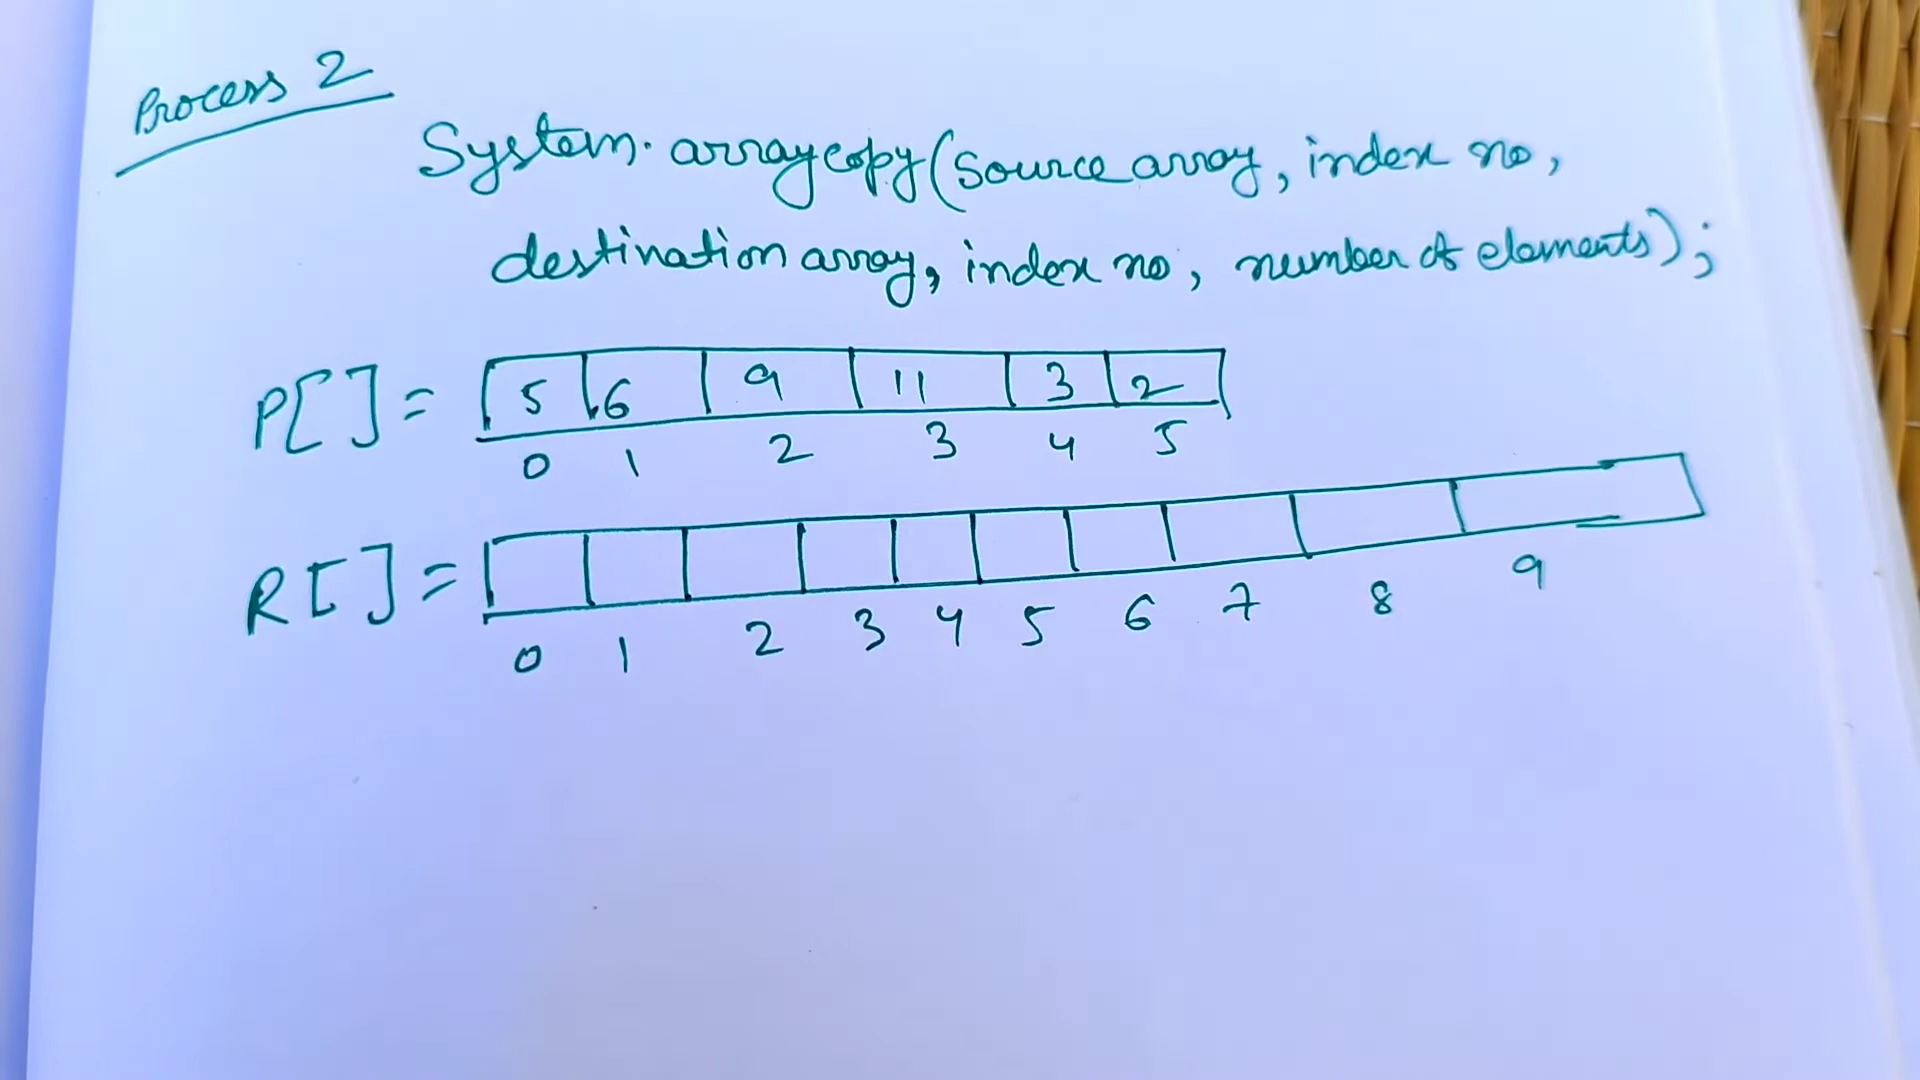 Process 2
System.arraycopy(Source array, index no,
destination array, index no, number of elements);
P[ ] = 5 6 9 11 3 2
0 1 2 3 4 5
R[ ] =
0 1 2 3 4 5 6 7 8 9